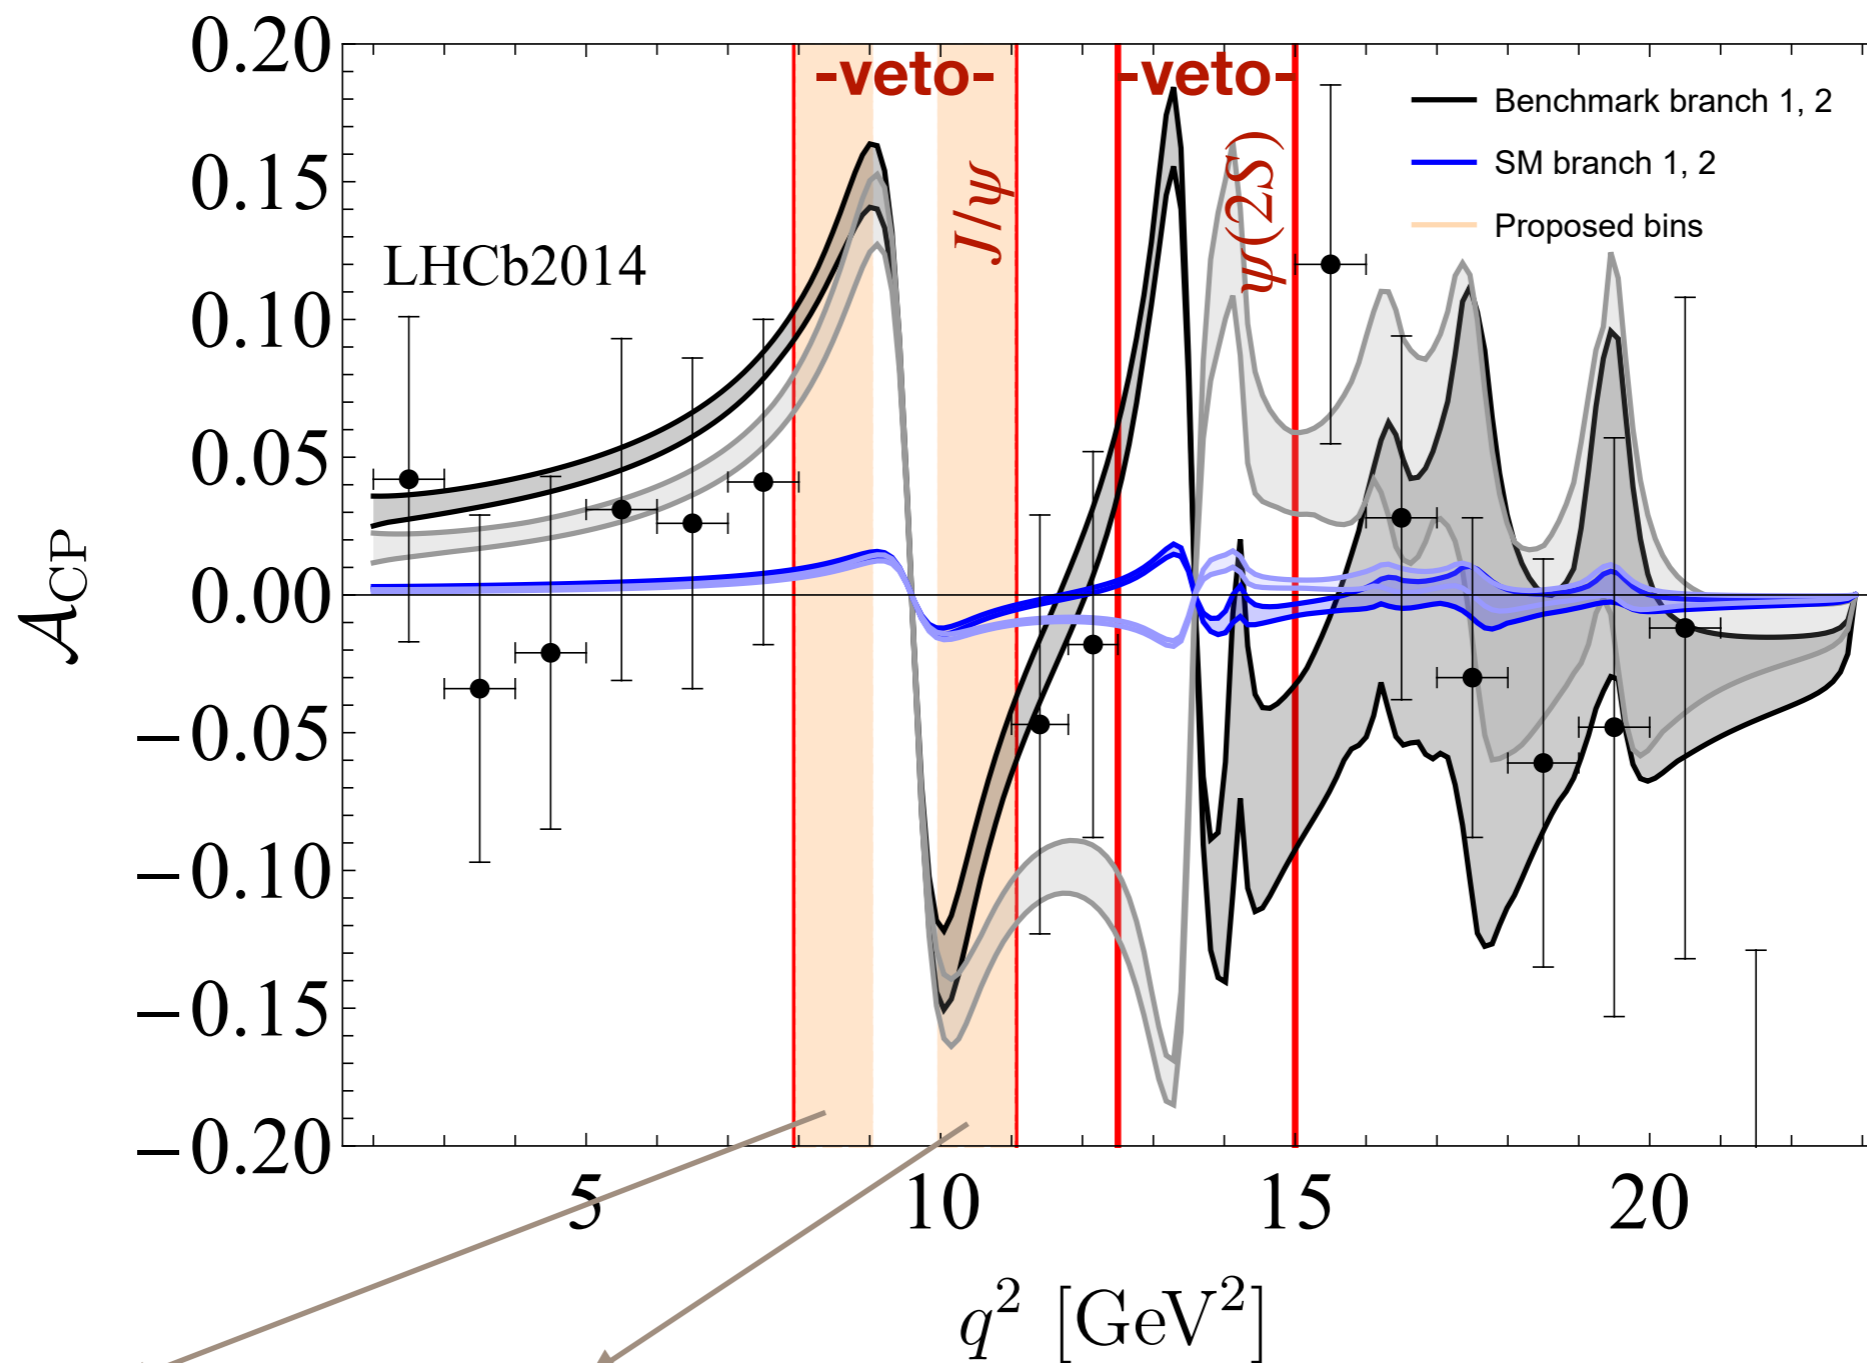 0.20
0.15
0.10
0.05
0.00
−0.05
−0.10
−0.15
−0.20
𝒜CP
-veto-
-veto-
J/ψ
ψ(2S)
LHCb2014
Benchmark branch 1, 2
SM branch 1, 2
Proposed bins
5
10
15
20
q² [GeV²]